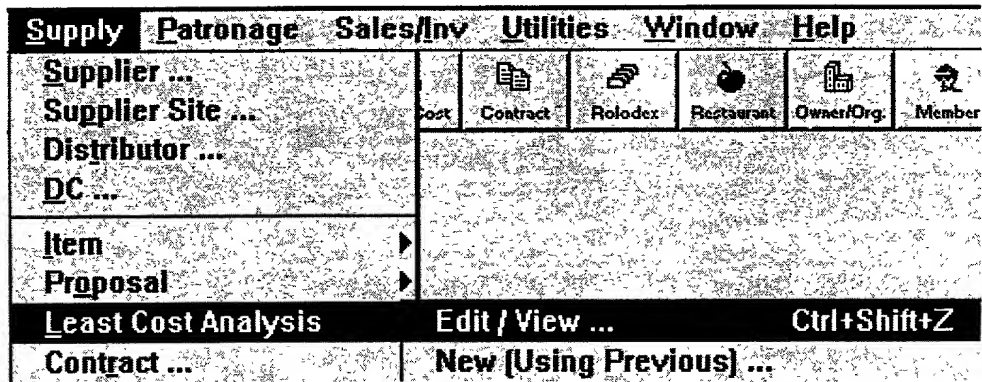 Supply Patronage Sales/Inv Utilities Window Help
Supplier ...
Supplier Site ...
Distributor ...
DC ...
Cost Contract Rolodex Restaurant Owner/Org. Member
Item
Proposal
Least Cost Analysis Edit / View ... Ctrl+Shift+Z
Contract ... New (Using Previous) ...